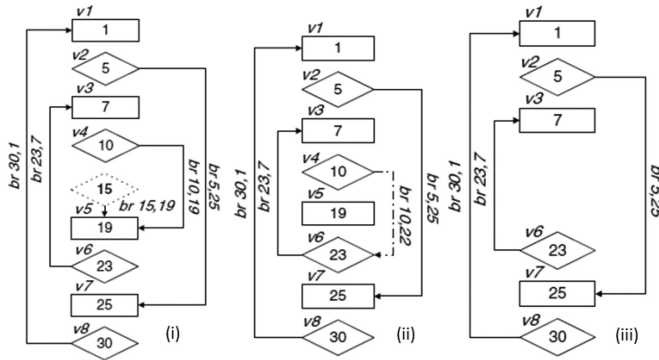 v1
1
v2
5
v3
7
v4
10
15
br 15,19
v5
19
v6
23
v7
25
v8
30
br 30,1
br 23,7
br 10,19
br 5,25
(i)
v1
1
v2
5
v3
7
v4
10
v5
19
v6
23
v7
25
v8
30
br 30,1
br 23,7
br 10,22
br 5,25
(ii)
v1
1
v2
5
v3
7
v6
23
v7
25
v8
30
br 30,1
br 23,7
br 5,25
(iii)